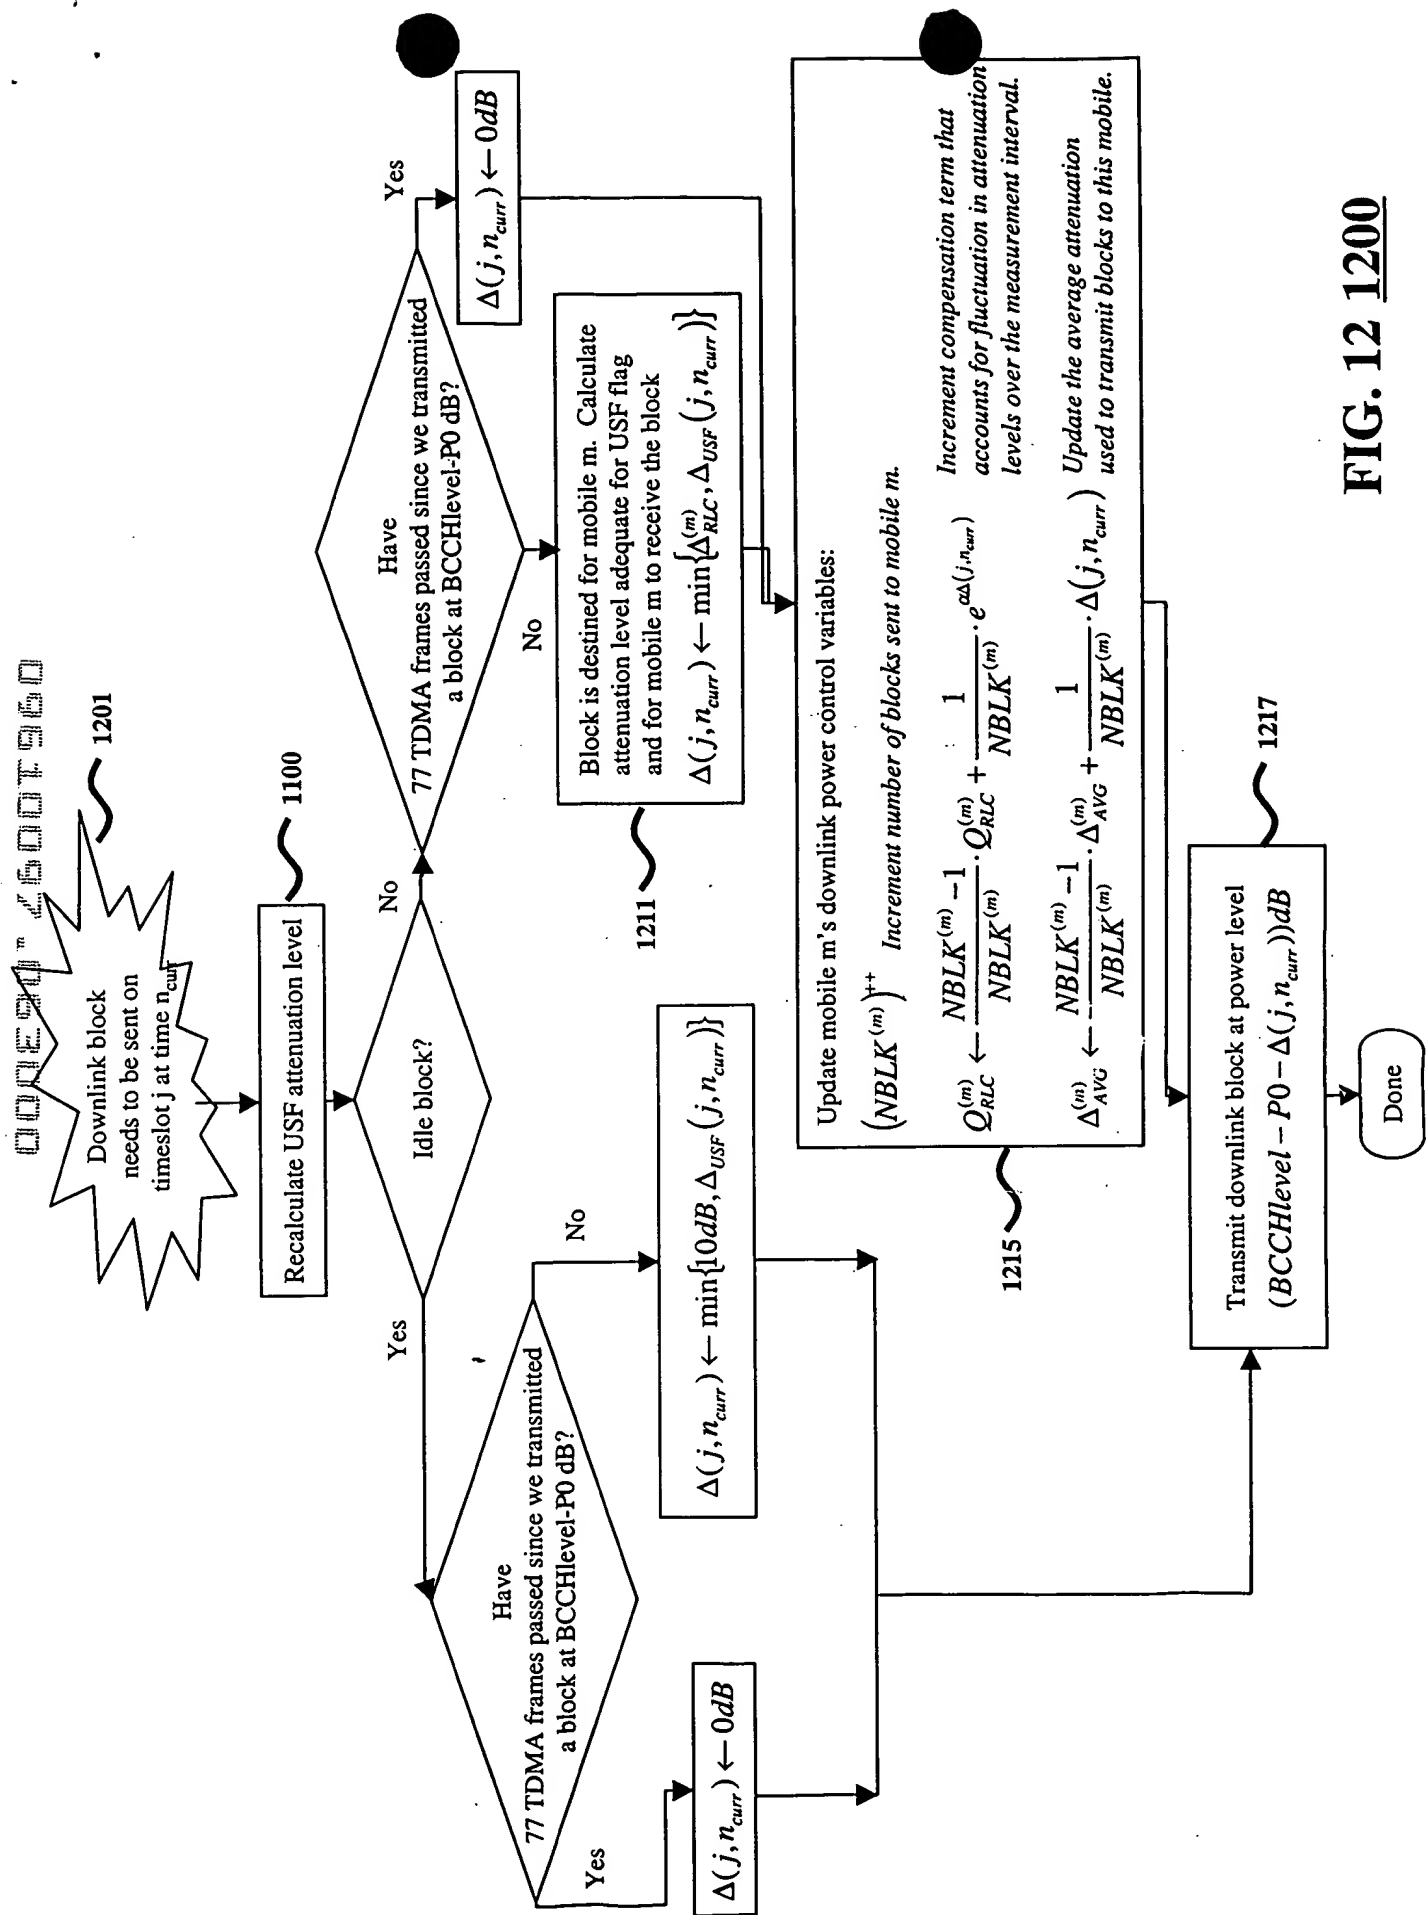 09610097 .063000
Downlink block
needs to be sent on
timeslot j at time n_curr
1201
Recalculate USF attenuation level
1100
Idle block?
Yes
No
Have
77 TDMA frames passed since we transmitted
a block at BCCHlevel-P0 dB?
Yes
No
Δ(j,n_curr) ← 0dB
Δ(j,n_curr) ← min{10dB, Δ_USF(j,n_curr)}
Have
77 TDMA frames passed since we transmitted
a block at BCCHlevel-P0 dB?
Yes
No
Δ(j,n_curr) ← 0dB
Block is destined for mobile m. Calculate
attenuation level adequate for USF flag
and for mobile m to receive the block
Δ(j,n_curr) ← min{Δ_RLC^(m), Δ_USF(j,n_curr)}
1211
Update mobile m's downlink power control variables:
(NBLK^(m))^++ Increment number of blocks sent to mobile m.
Q_RLC^(m) ← (NBLK^(m) − 1)/NBLK^(m) · Q_RLC^(m) + 1/NBLK^(m) · e^(αΔ(j,n_curr))
Increment compensation term that
accounts for fluctuation in attenuation
levels over the measurement interval.
Δ_AVG^(m) ← (NBLK^(m) − 1)/NBLK^(m) · Δ_AVG^(m) + 1/NBLK^(m) · Δ(j,n_curr)
Update the average attenuation
used to transmit blocks to this mobile.
1215
Transmit downlink block at power level
(BCCHlevel − P0 − Δ(j,n_curr))dB
1217
Done
FIG. 12 1200